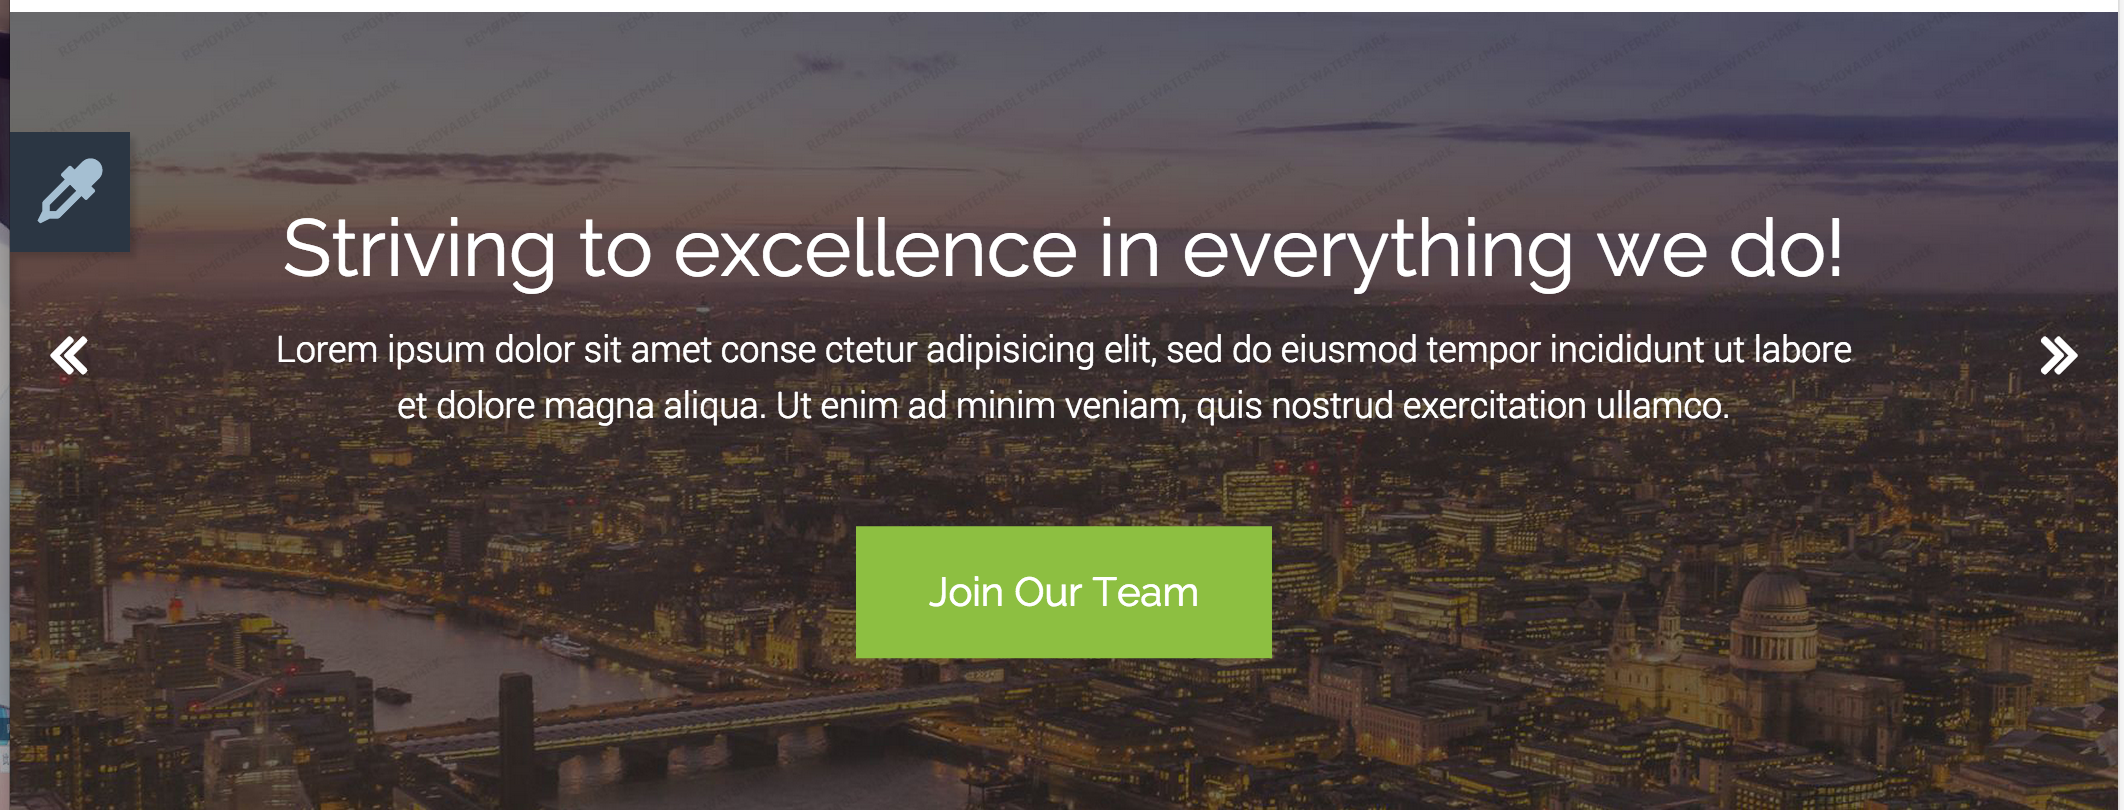 REMOVABLE WATERMARK
Striving to excellence in everything we do!
Lorem ipsum dolor sit amet conse ctetur adipisicing elit, sed do eiusmod tempor incididunt ut labore
et dolore magna aliqua. Ut enim ad minim veniam, quis nostrud exercitation ullamco.
Join Our Team